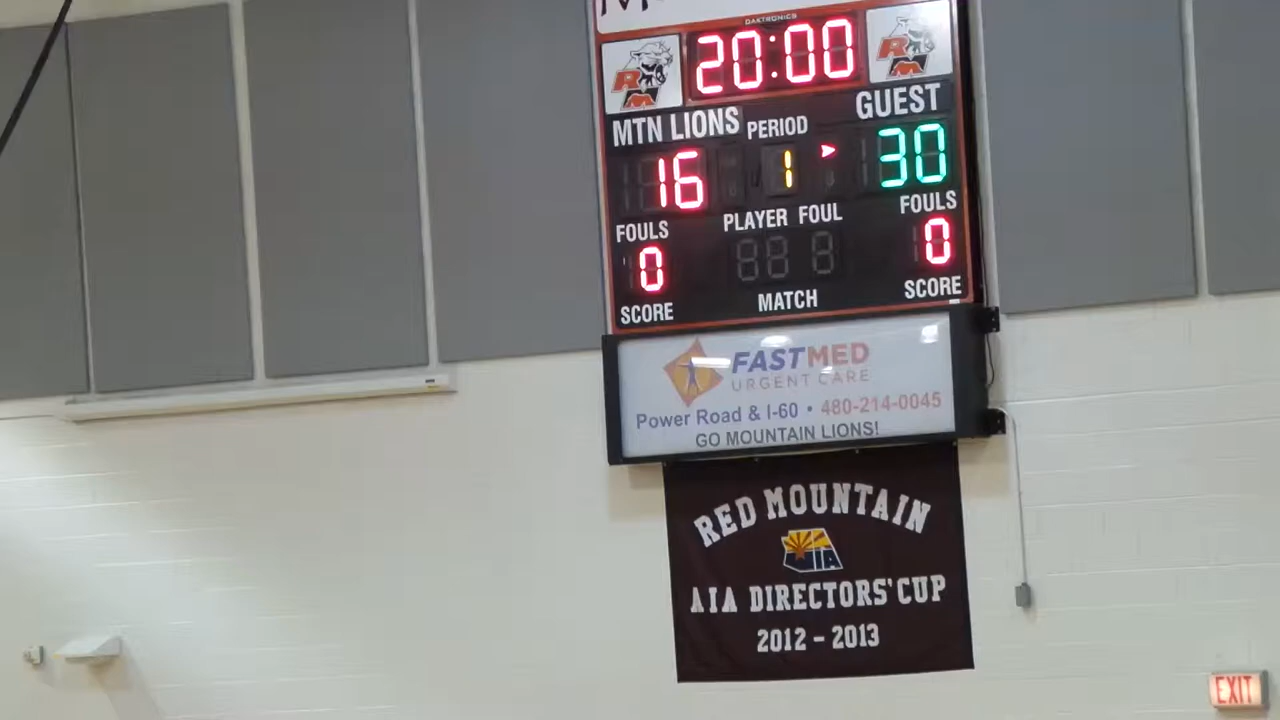 DAKTRONICS
20:00
RM
RM
MTN LIONS PERIOD GUEST
16 1 30
FOULS PLAYER FOUL FOULS
0 0
SCORE MATCH SCORE
FASTMED
URGENT CARE
Power Road & I-60 • 480-214-0045
GO MOUNTAIN LIONS!
RED MOUNTAIN
AIA
AIA DIRECTORS' CUP
2012 - 2013
EXIT